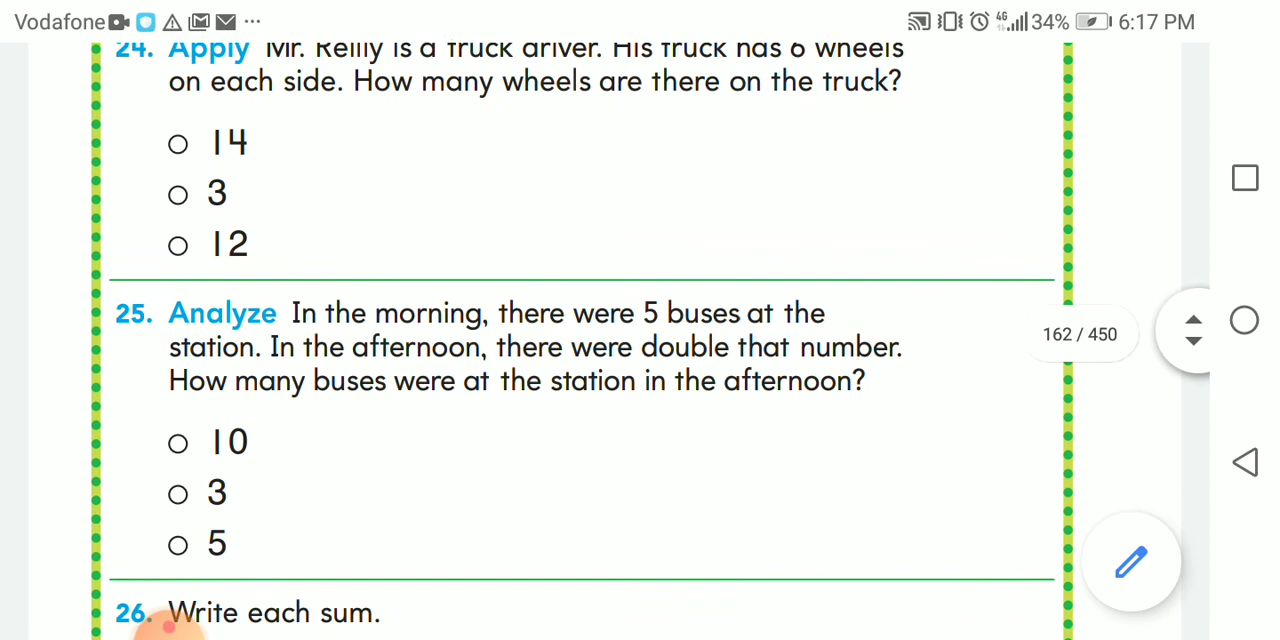 Vodafone ... 4G 34% 6:17 PM
24. Apply Mr. Reilly is a truck driver. His truck has 6 wheels
on each side. How many wheels are there on the truck?
14
3
12
25. Analyze In the morning, there were 5 buses at the
station. In the afternoon, there were double that number.
How many buses were at the station in the afternoon?
162 / 450
10
3
5
26. Write each sum.